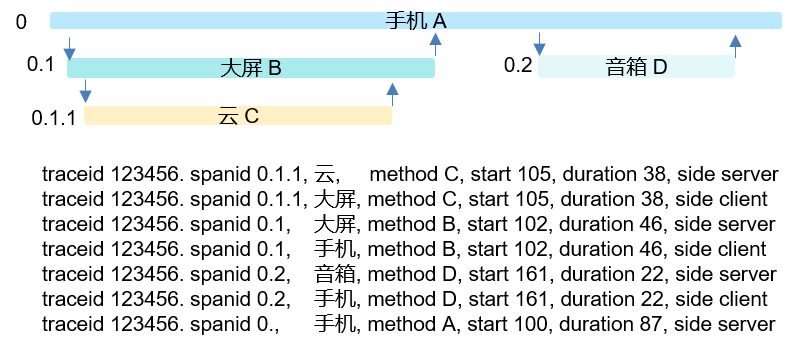 0 手机 A
0.1 大屏 B 0.2 音箱 D
0.1.1 云 C
traceid 123456. spanid 0.1.1, 云, method C, start 105, duration 38, side server
traceid 123456. spanid 0.1.1, 大屏, method C, start 105, duration 38, side client
traceid 123456. spanid 0.1, 大屏, method B, start 102, duration 46, side server
traceid 123456. spanid 0.1, 手机, method B, start 102, duration 46, side client
traceid 123456. spanid 0.2, 音箱, method D, start 161, duration 22, side server
traceid 123456. spanid 0.2, 手机, method D, start 161, duration 22, side client
traceid 123456. spanid 0., 手机, method A, start 100, duration 87, side server